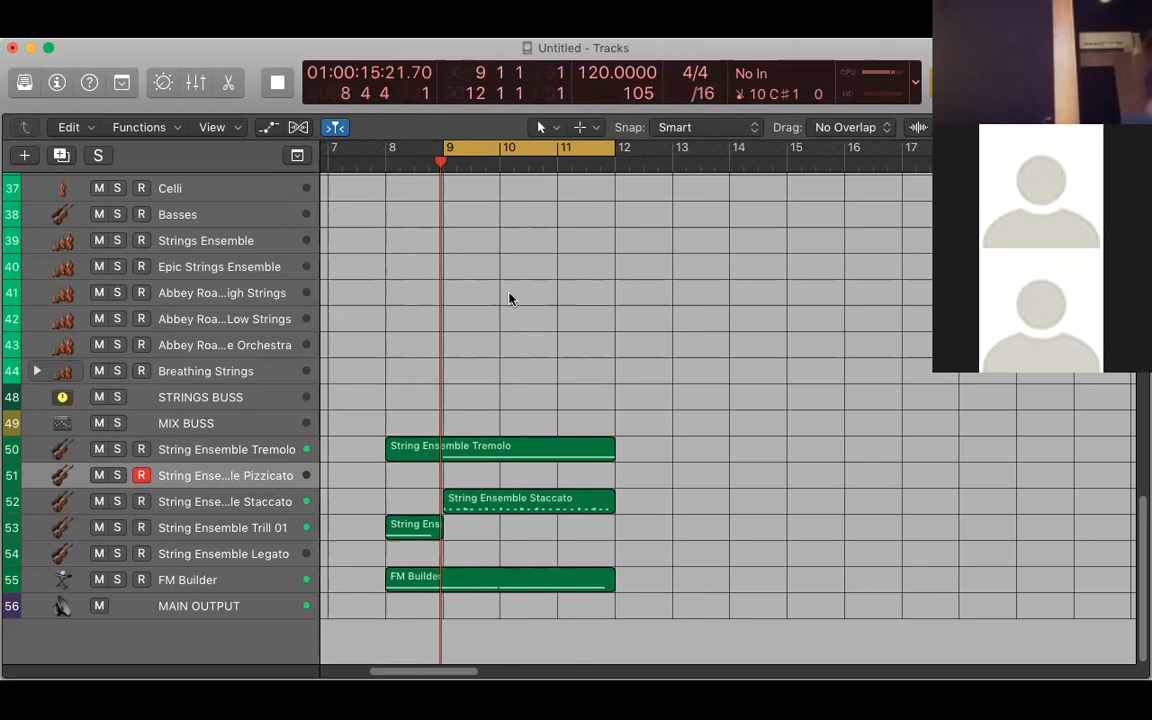 Untitled - Tracks
01:00:15:21.70 9 1 1 1 120.0000 4/4 No In CPU
8 4 4 1 12 1 1 1 105 /16 10 C♯1 0 HD
Edit Functions View Snap: Smart Drag: No Overlap
S
7 8 9 10 11 12 13 14 15 16 17
37 M S R Celli
38 M S R Basses
39 M S R Strings Ensemble
40 M S R Epic Strings Ensemble
41 M S R Abbey Roa...igh Strings
42 M S R Abbey Roa...Low Strings
43 M S R Abbey Roa...e Orchestra
44 M S R Breathing Strings
48 M S STRINGS BUSS
49 M S MIX BUSS
50 M S R String Ensemble Tremolo String Ensemble Tremolo
51 M S R String Ense...le Pizzicato
52 M S R String Ense...le Staccato String Ensemble Staccato
53 M S R String Ensemble Trill 01 String Ens
54 M S R String Ensemble Legato
55 M S R FM Builder FM Builder
56 M MAIN OUTPUT